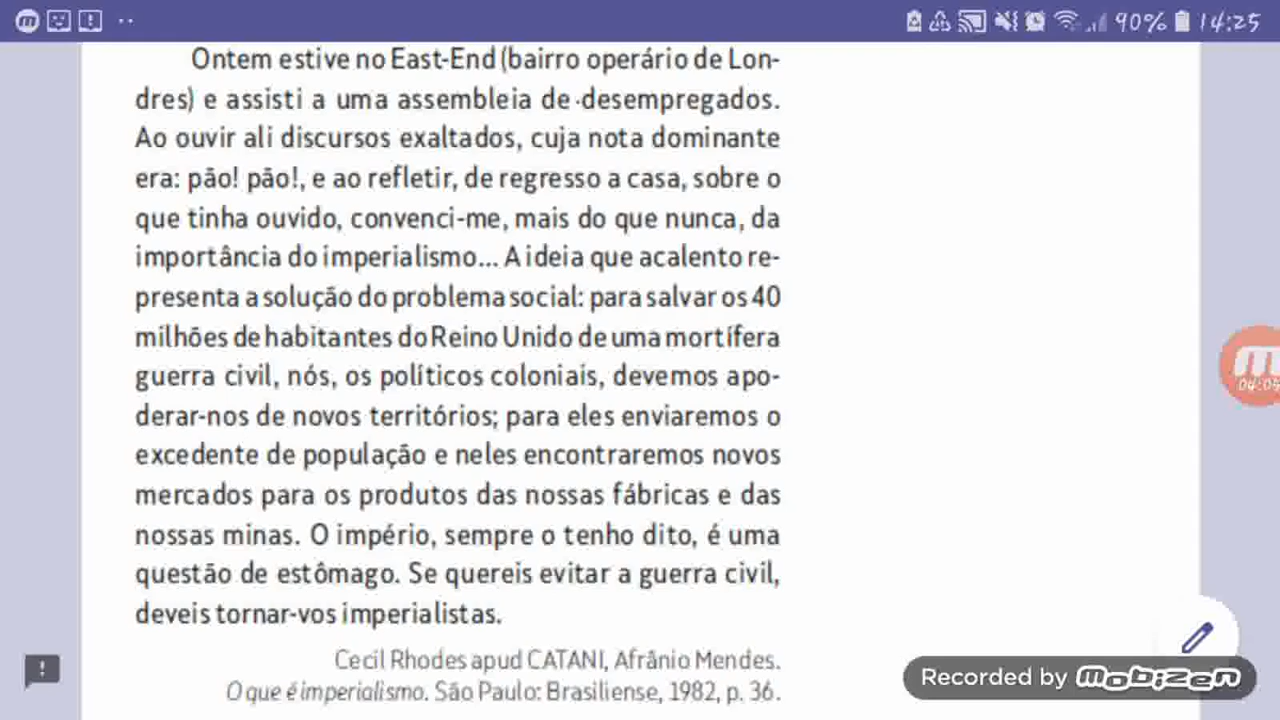 90% 14:25
Ontem estive no East-End (bairro operário de Lon-
dres) e assisti a uma assembleia de desempregados.
Ao ouvir ali discursos exaltados, cuja nota dominante
era: pão! pão!, e ao refletir, de regresso a casa, sobre o
que tinha ouvido, convenci-me, mais do que nunca, da
importância do imperialismo... A ideia que acalento re-
presenta a solução do problema social: para salvar os 40
milhões de habitantes do Reino Unido de uma mortífera
guerra civil, nós, os políticos coloniais, devemos apo-
derar-nos de novos territórios; para eles enviaremos o
excedente de população e neles encontraremos novos
mercados para os produtos das nossas fábricas e das
nossas minas. O império, sempre o tenho dito, é uma
questão de estômago. Se quereis evitar a guerra civil,
deveis tornar-vos imperialistas.
Cecil Rhodes apud CATANI, Afrânio Mendes.
O que é imperialismo. São Paulo: Brasiliense, 1982, p. 36.
Recorded by mobizen